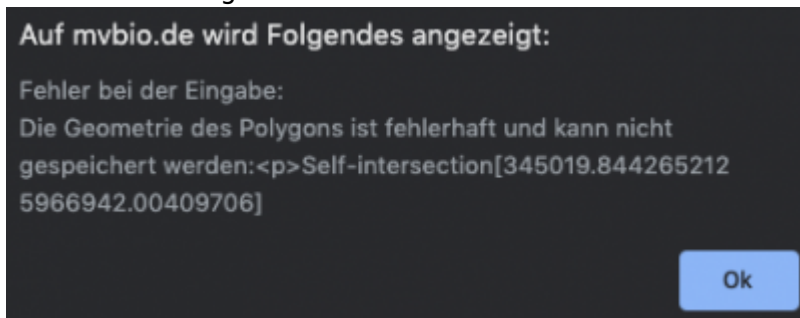 Auf mvbio.de wird Folgendes angezeigt:
Fehler bei der Eingabe:
Die Geometrie des Polygons ist fehlerhaft und kann nicht
gespeichert werden:<p>Self-intersection[345019.844265212
5966942.00409706]
Ok